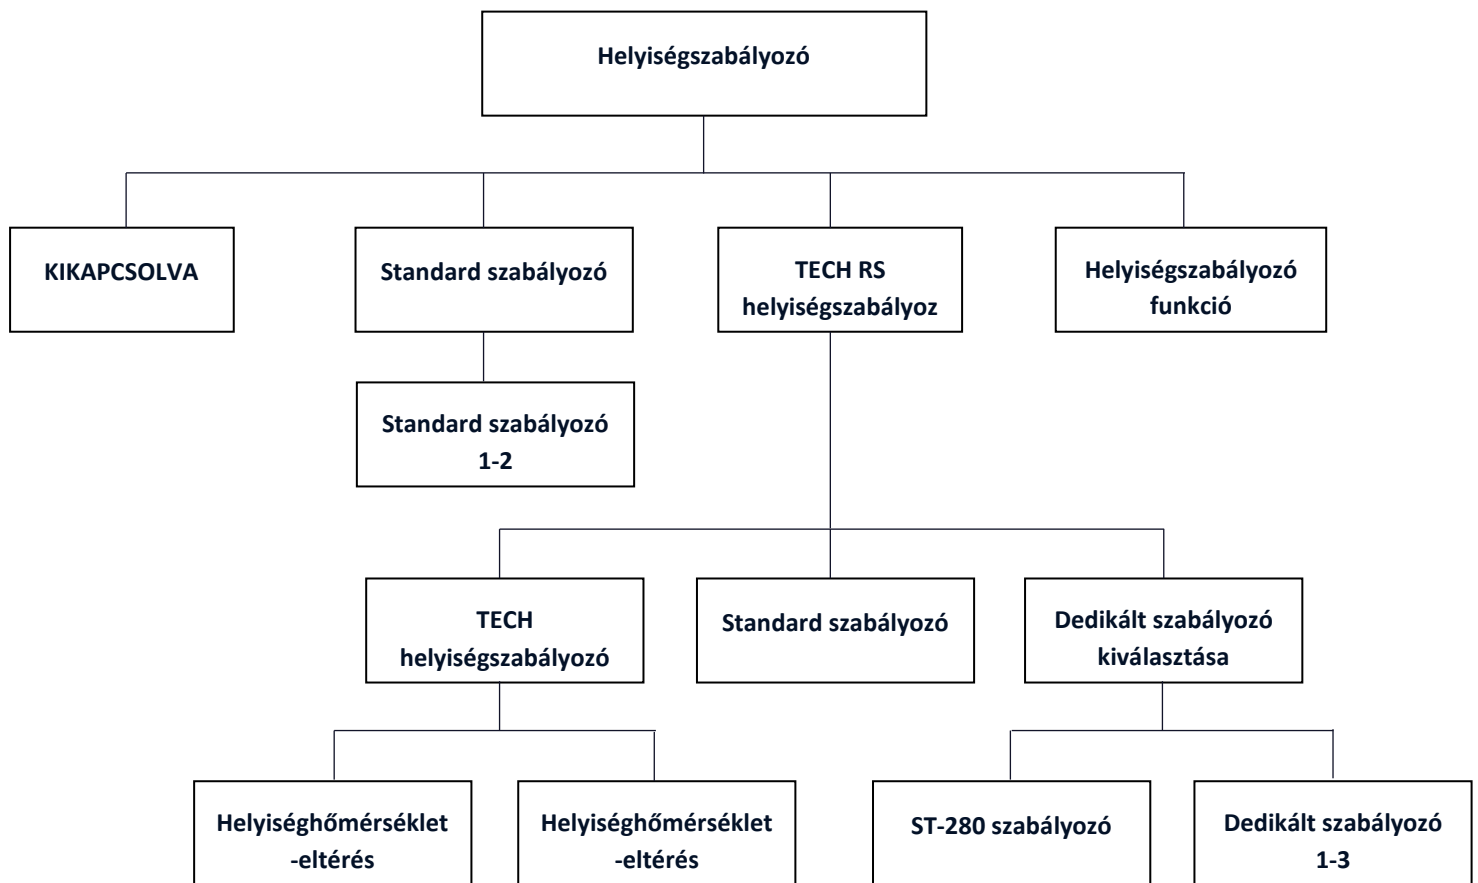 Helyiségszabályozó
KIKAPCSOLVA
Standard szabályozó
TECH RS
helyiségszabályoz
Helyiségszabályozó
funkció
Standard szabályozó
1-2
TECH
helyiségszabályozó
Standard szabályozó
Dedikált szabályozó
kiválasztása
Helyiséghőmérséklet
-eltérés
Helyiséghőmérséklet
-eltérés
ST-280 szabályozó
Dedikált szabályozó
1-3